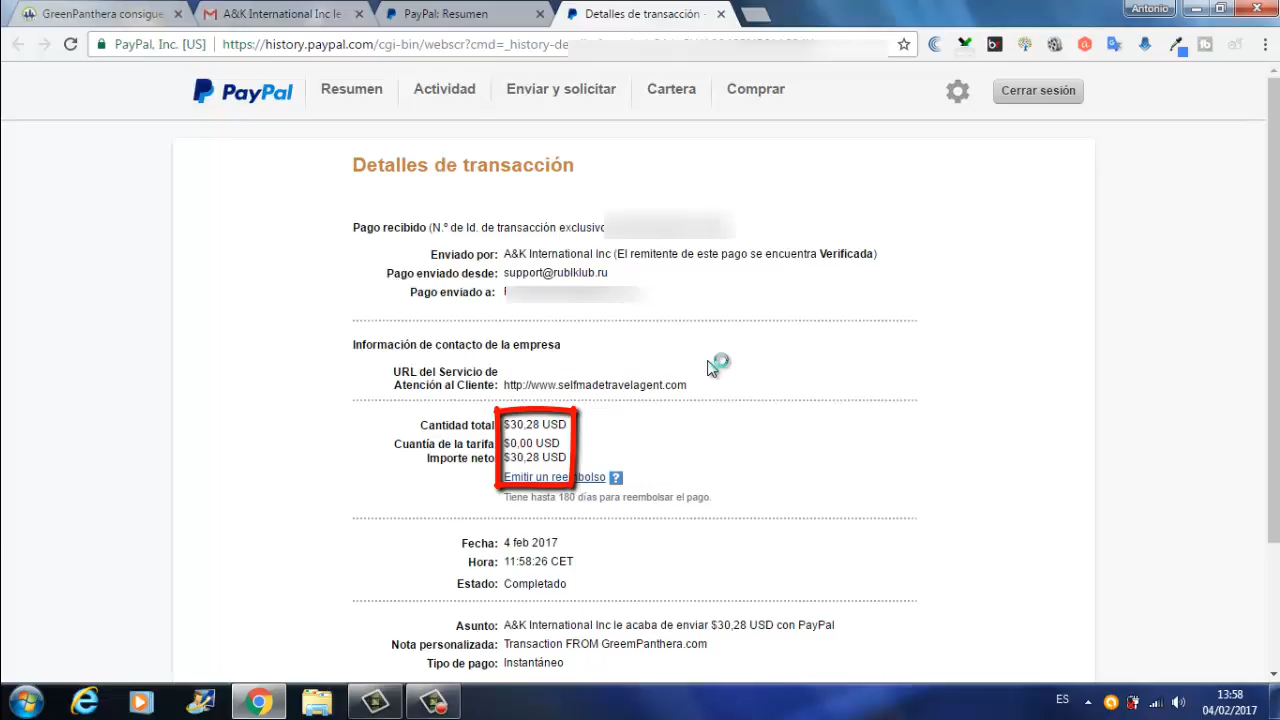 GreenPanthera consigue
A&K International Inc le
PayPal: Resumen
Detalles de transacción -
Antonio
PayPal, Inc. [US]
https://history.paypal.com/cgi-bin/webscr?cmd=_history-de
PayPal
Resumen
Actividad
Enviar y solicitar
Cartera
Comprar
Cerrar sesión
Detalles de transacción
Pago recibido (N.º de Id. de transacción exclusivo
Enviado por: A&K International Inc (El remitente de este pago se encuentra Verificada)
Pago enviado desde: support@rublklub.ru
Pago enviado a:
Información de contacto de la empresa
URL del Servicio de
Atención al Cliente: http://www.selfmadetravelagent.com
Cantidad total: $30,28 USD
Cuantía de la tarifa: $0,00 USD
Importe neto: $30,28 USD
Emitir un reembolso ?
Tiene hasta 180 días para reembolsar el pago.
Fecha: 4 feb 2017
Hora: 11:58:26 CET
Estado: Completado
Asunto: A&K International Inc le acaba de enviar $30,28 USD con PayPal
Nota personalizada: Transaction FROM GreemPanthera.com
Tipo de pago: Instantáneo
ES
13:58
04/02/2017